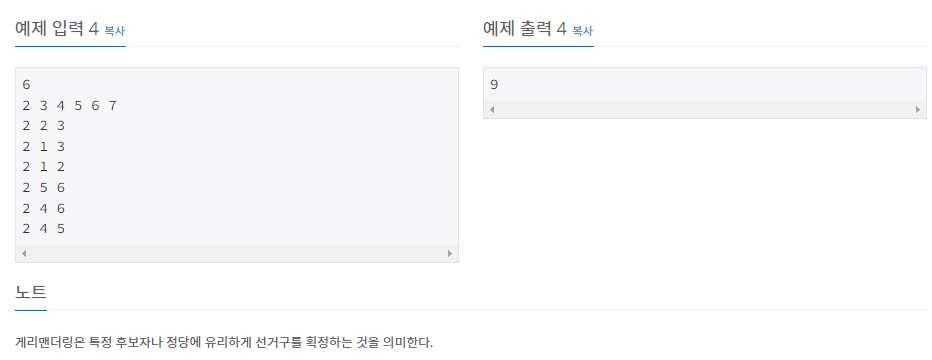 예제 입력 4 복사
6
2 3 4 5 6 7
2 2 3
2 1 3
2 1 2
2 5 6
2 4 6
2 4 5
예제 출력 4 복사
9
노트
게리맨더링은 특정 후보자나 정당에 유리하게 선거구를 획정하는 것을 의미한다.